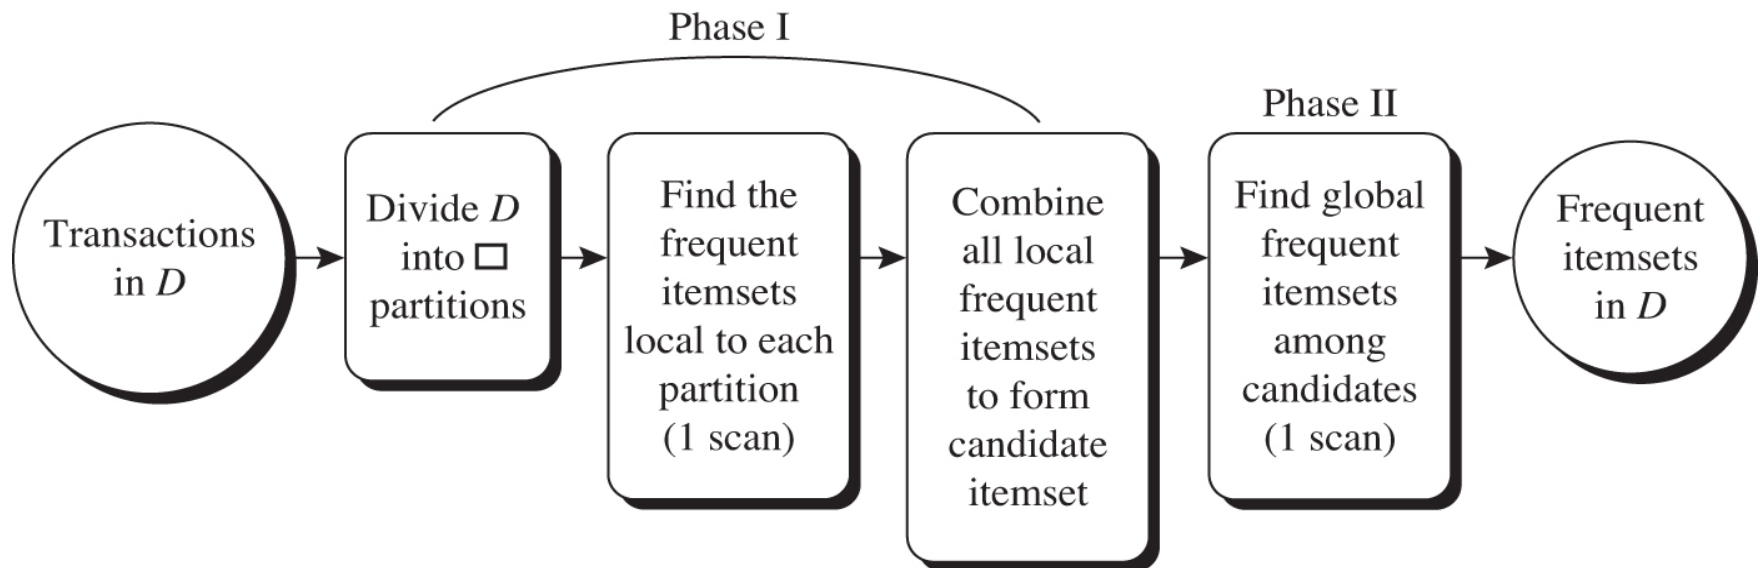 Phase I
Phase II
Transactions
in D
Divide D
into □
partitions
Find the
frequent
itemsets
local to each
partition
(1 scan)
Combine
all local
frequent
itemsets
to form
candidate
itemset
Find global
frequent
itemsets
among
candidates
(1 scan)
Frequent
itemsets
in D